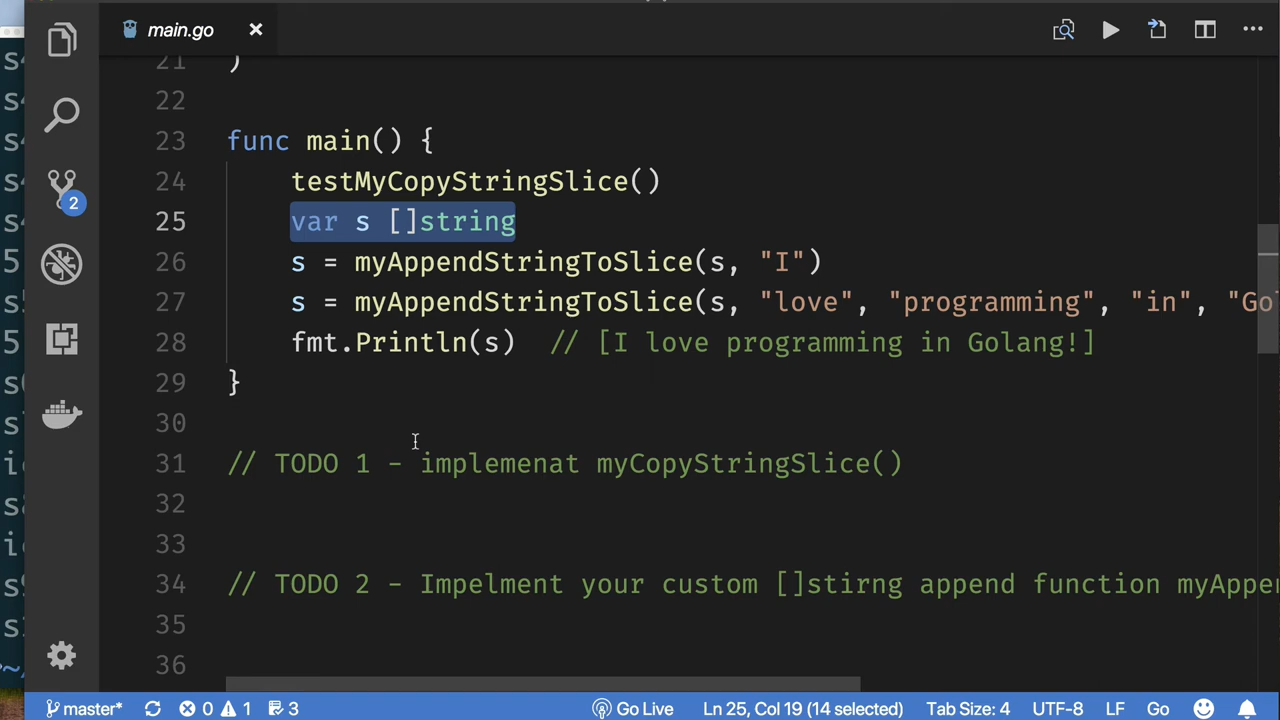 main.go
21 )
22
23 func main() {
24 testMyCopyStringSlice()
25 var s []string
26 s = myAppendStringToSlice(s, "I")
27 s = myAppendStringToSlice(s, "love", "programming", "in", "Go
28 fmt.Println(s) // [I love programming in Golang!]
29 }
30
31 // TODO 1 - implemenat myCopyStringSlice()
32
33
34 // TODO 2 - Impelment your custom []stirng append function myAppen
35
36
2
master* 0 1 3 Go Live Ln 25, Col 19 (14 selected) Tab Size: 4 UTF-8 LF Go